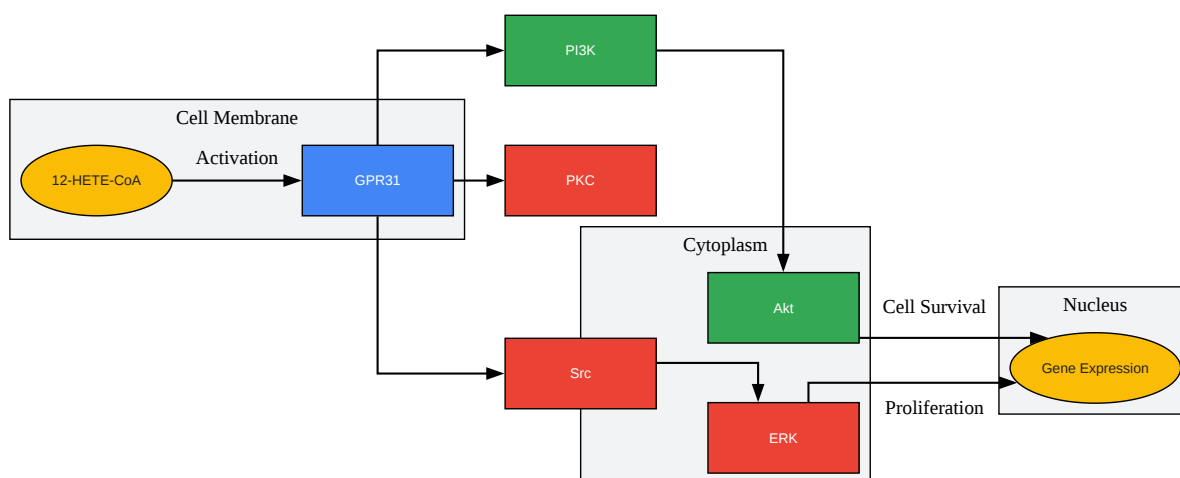 PI3K
Cell Membrane
Activation
12-HETE-CoA
GPR31
PKC
Cytoplasm
Akt
Cell Survival
Nucleus
Src
Gene Expression
Proliferation
ERK